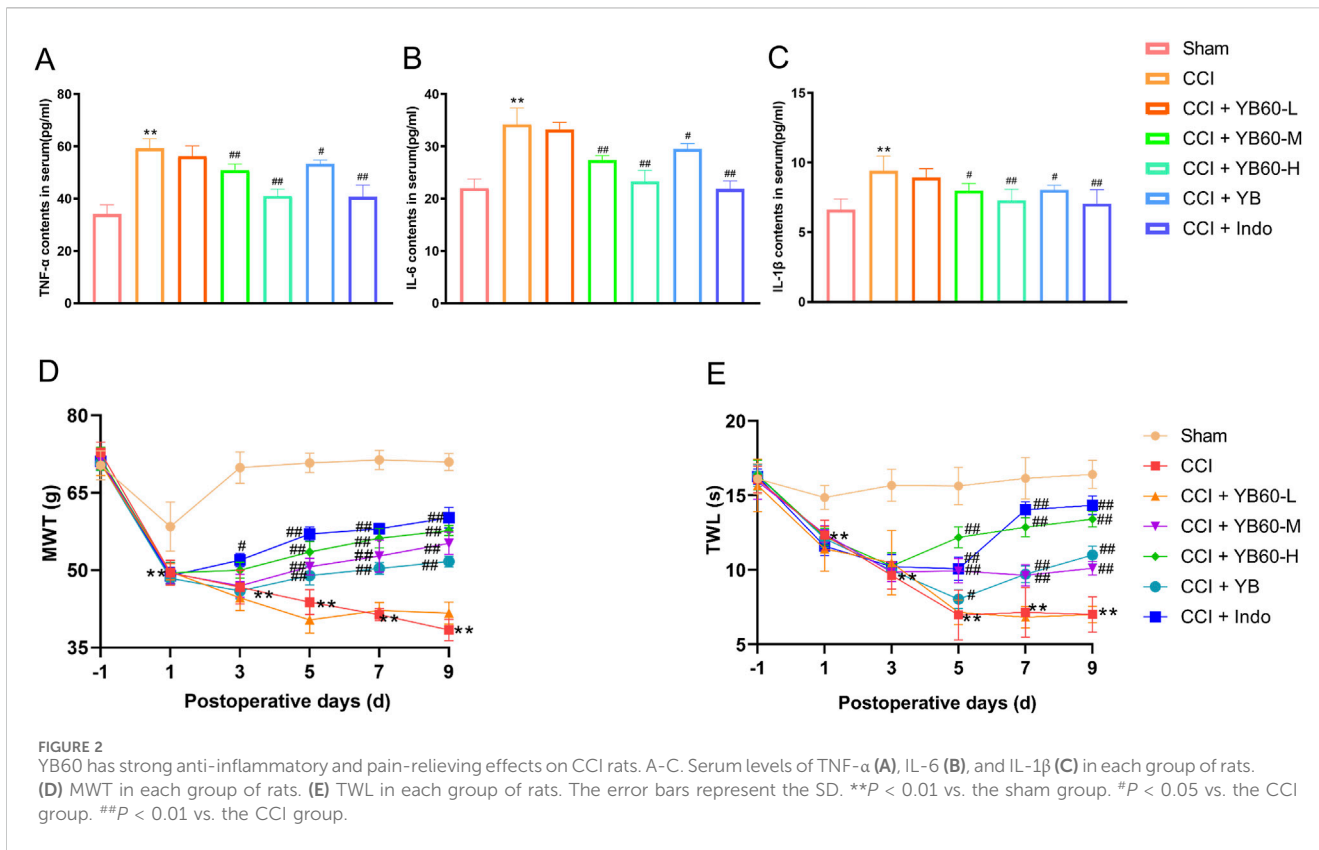 A
B
C
Sham
CCI
CCI + YB60-L
CCI + YB60-M
CCI + YB60-H
CCI + YB
CCI + Indo
TNF-α contents in serum(pg/ml)
80
60
40
20
0
**
##
##
#
##
IL-6 contents in serum(pg/ml)
40
30
20
10
0
**
##
##
#
##
IL-1β contents in serum(pg/ml)
15
10
5
0
**
#
##
#
##
D
MWT (g)
80
65
50
35
-1
1
3
5
7
9
Postoperative days (d)
**
#
**
##
##
##
##
**
##
##
##
##
**
##
##
##
##
**
E
TWL (s)
20
15
10
5
-1
1
3
5
7
9
Postoperative days (d)
**
**
##
##
##
#
**
##
##
##
##
**
##
##
##
##
**
Sham
CCI
CCI + YB60-L
CCI + YB60-M
CCI + YB60-H
CCI + YB
CCI + Indo
FIGURE 2
YB60 has strong anti-inflammatory and pain-relieving effects on CCI rats. A-C. Serum levels of TNF-α (A), IL-6 (B), and IL-1β (C) in each group of rats.
(D) MWT in each group of rats. (E) TWL in each group of rats. The error bars represent the SD. **P < 0.01 vs. the sham group. #P < 0.05 vs. the CCI
group. ##P < 0.01 vs. the CCI group.